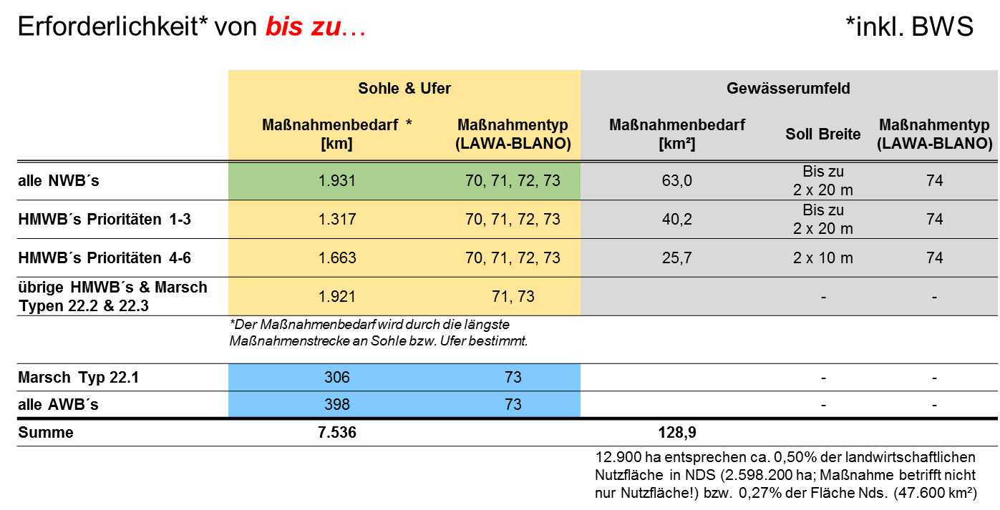 Erforderlichkeit* von bis zu…
*inkl. BWS
Sohle & Ufer
Gewässerumfeld
Maßnahmenbedarf *
[km]
Maßnahmentyp
(LAWA-BLANO)
Maßnahmenbedarf
[km²]
Soll Breite
Maßnahmentyp
(LAWA-BLANO)
alle NWB´s
1.931
70, 71, 72, 73
63,0
Bis zu
2 x 20 m
74
HMWB´s Prioritäten 1-3
1.317
70, 71, 72, 73
40,2
Bis zu
2 x 20 m
74
HMWB´s Prioritäten 4-6
1.663
70, 71, 72, 73
25,7
2 x 10 m
74
übrige HMWB´s & Marsch
Typen 22.2 & 22.3
1.921
71, 73
-
-
*Der Maßnahmenbedarf wird durch die längste
Maßnahmenstrecke an Sohle bzw. Ufer bestimmt.
Marsch Typ 22.1
306
73
-
-
alle AWB´s
398
73
-
-
Summe
7.536
128,9
12.900 ha entsprechen ca. 0,50% der landwirtschaftlichen
Nutzfläche in NDS (2.598.200 ha; Maßnahme betrifft nicht
nur Nutzfläche!) bzw. 0,27% der Fläche Nds. (47.600 km²)